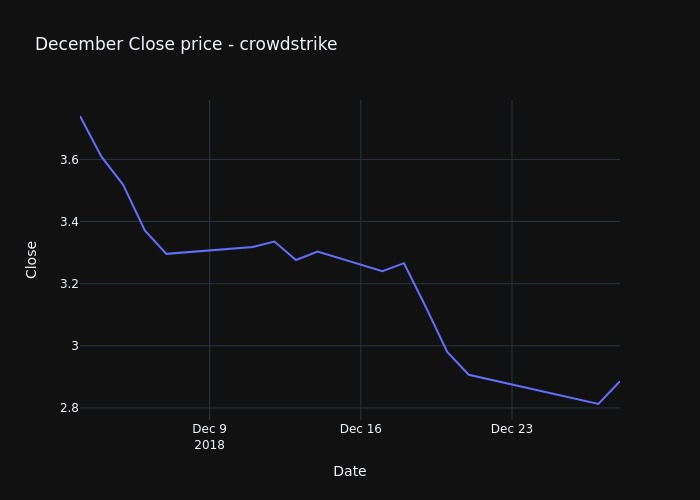 December Close price - crowdstrike
Close
3.6
3.4
3.2
3
2.8
Dec 9
2018
Dec 16
Dec 23
Date